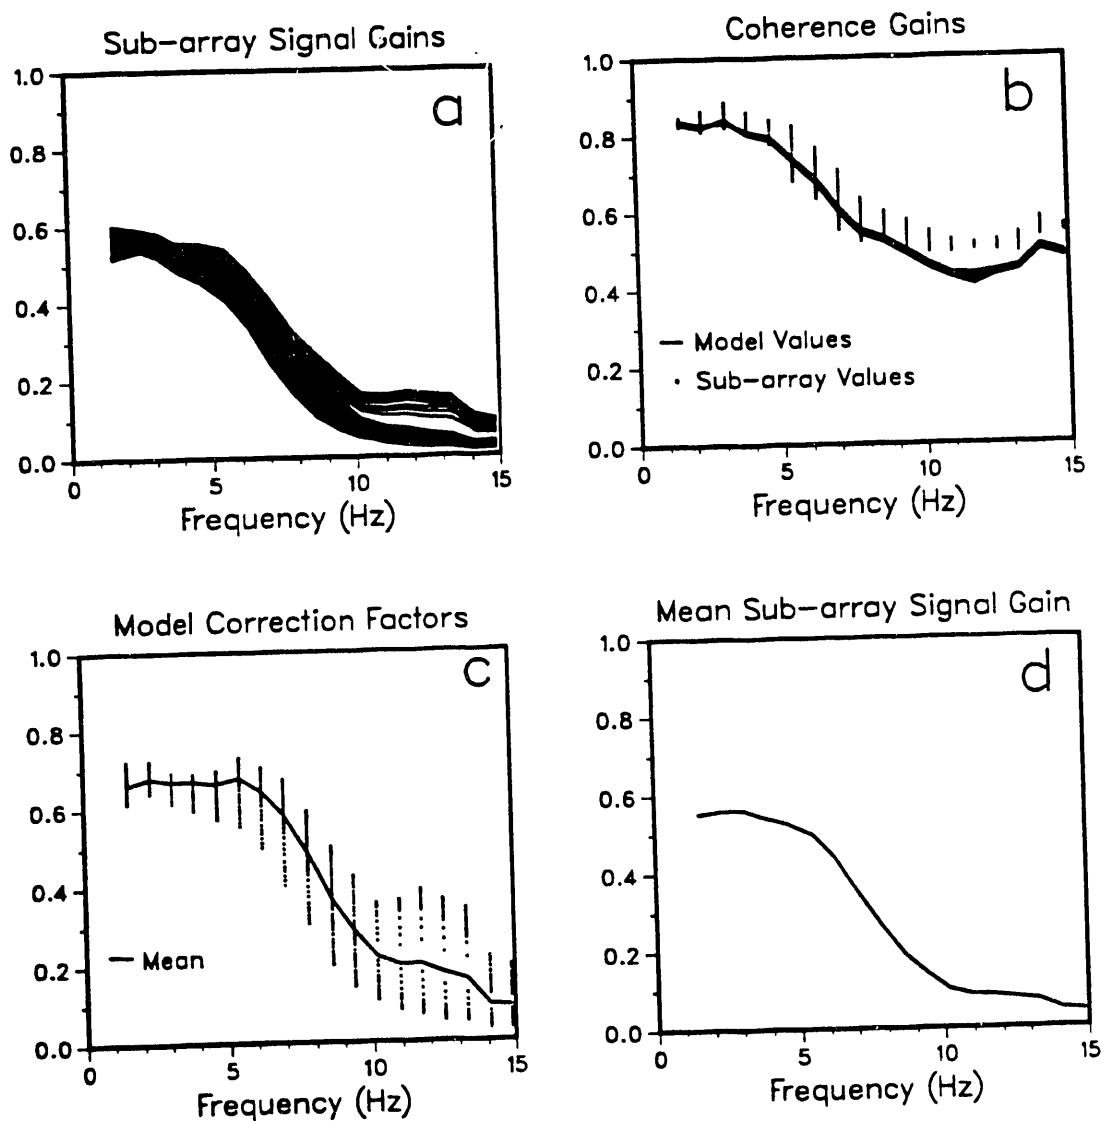 Sub-array Signal Gains
a
1.0
0.8
0.6
0.4
0.2
0.0
0 5 10 15
Frequency (Hz)
Coherence Gains
b
1.0
0.8
0.6
0.4
0.2
0.0
Model Values
Sub-array Values
0 5 10 15
Frequency (Hz)
Model Correction Factors
c
1.0
0.8
0.6
0.4
0.2
0.0
Mean
0 5 10 15
Frequency (Hz)
Mean Sub-array Signal Gain
d
1.0
0.8
0.6
0.4
0.2
0.0
0 5 10 15
Frequency (Hz)